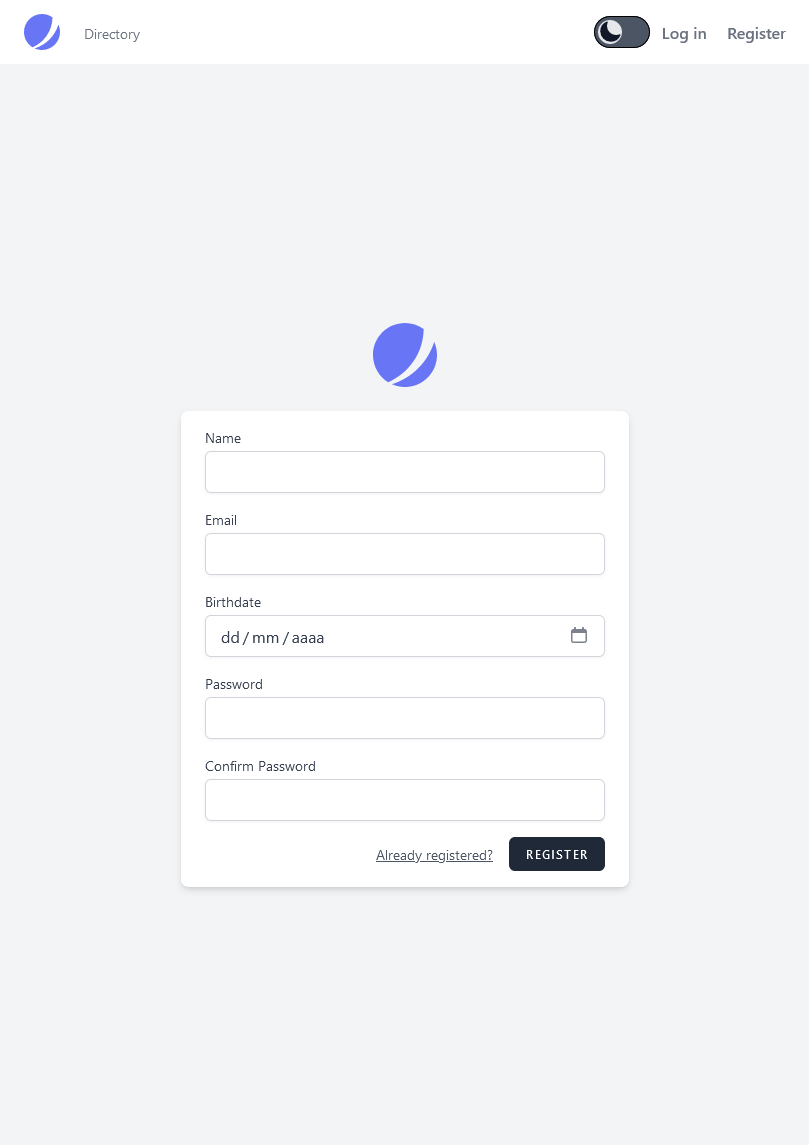 Directory
Log in
Register
Name
Email
Birthdate
dd/mm/aaaa
Password
Confirm Password
Already registered?
REGISTER